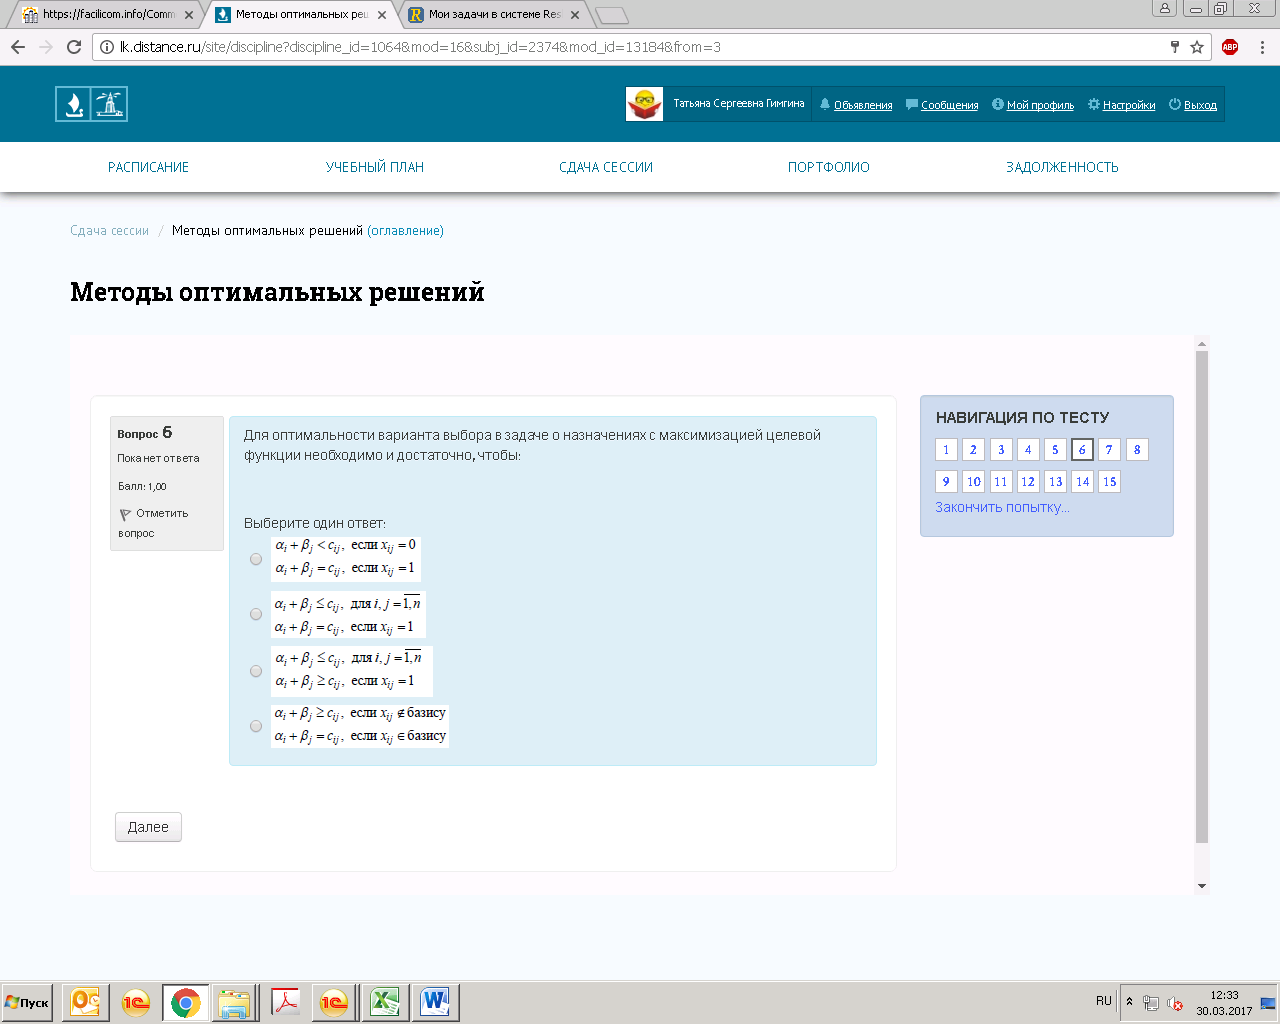 https://facilicom.info/Comm
Методы оптимальных реш
Мои задачи в системе Res
lk.distance.ru/site/discipline?discipline_id=1064&mod=16&subj_id=2374&mod_id=13184&from=3
ABP
Татьяна Сергеевна Гимгина
Объявления
Сообщения
Мой профиль
Настройки
Выход
РАСПИСАНИЕ
УЧЕБНЫЙ ПЛАН
СДАЧА СЕССИИ
ПОРТФОЛИО
ЗАДОЛЖЕННОСТЬ
Сдача сессии / Методы оптимальных решений (оглавление)
Методы оптимальных решений
Вопрос 6
Пока нет ответа
Балл: 1,00
Отметить
вопрос
Для оптимальности варианта выбора в задаче о назначениях с максимизацией целевой
функции необходимо и достаточно, чтобы:
Выберите один ответ:
αi + βj < cij, если xij = 0
αi + βj = cij, если xij = 1
αi + βj ≤ cij, для i, j = 1,n
αi + βj = cij, если xij = 1
αi + βj ≤ cij, для i, j = 1,n
αi + βj ≥ cij, если xij = 1
αi + βj ≥ cij, если xij ∉ базису
αi + βj = cij, если xij ∈ базису
Далее
НАВИГАЦИЯ ПО ТЕСТУ
1 2 3 4 5 6 7 8
9 10 11 12 13 14 15
Закончить попытку...
Пуск
RU
12:33
30.03.2017